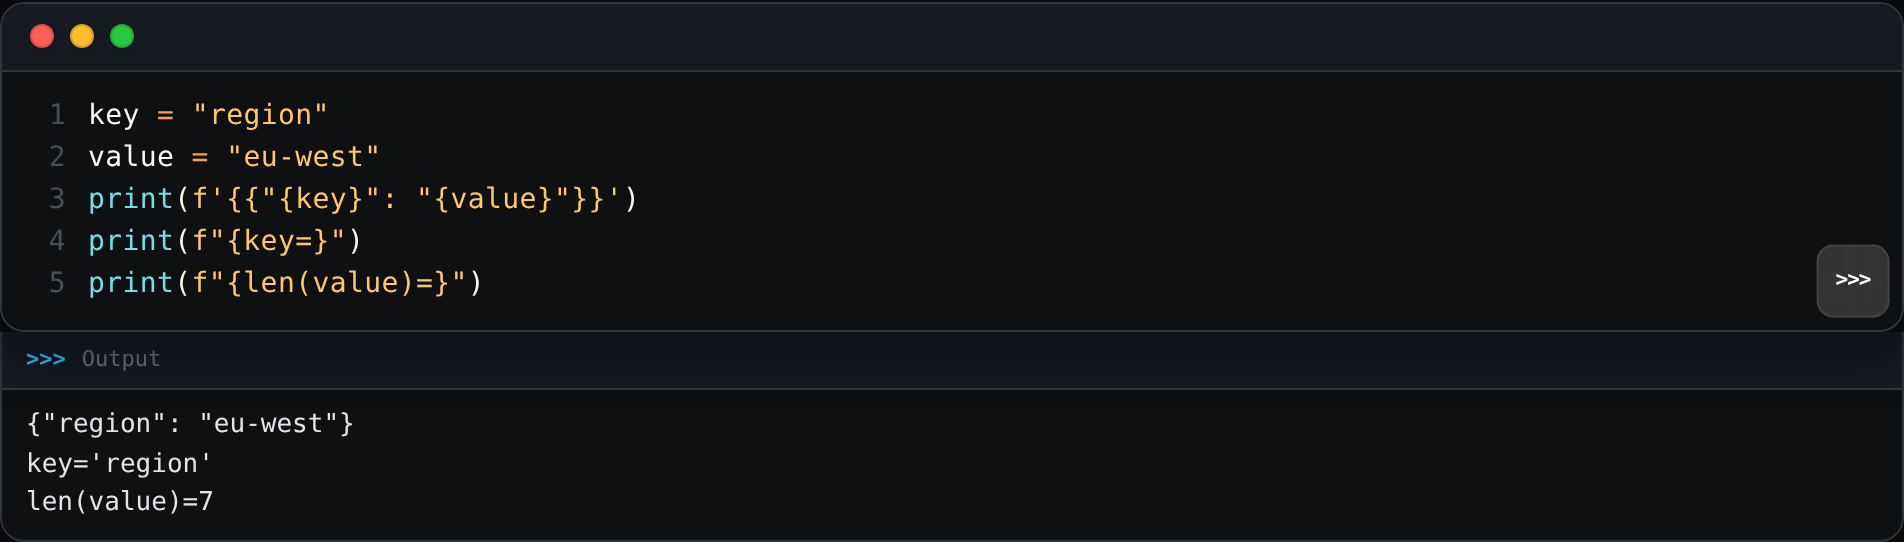 1 key = "region"
2 value = "eu-west"
3 print(f'{{"{key}": "{value}"}}')
4 print(f"{key=}")
5 print(f"{len(value)=}")
>>>
>>> Output
{"region": "eu-west"}
key='region'
len(value)=7